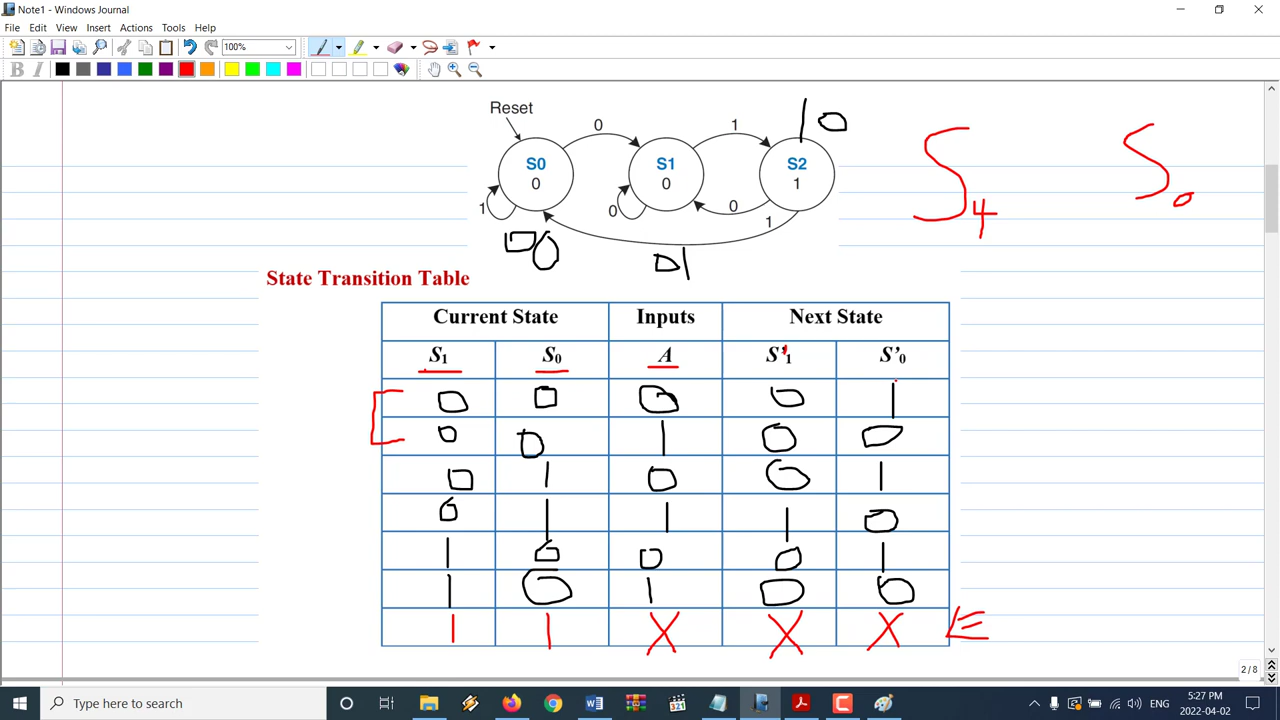 Note1 - Windows Journal
File Edit View Insert Actions Tools Help
100%
B I
Reset
0 1 10
S0 S1 S2
0 0 1
1 0 0 1
00 01
S4 S0
State Transition Table
Current State Inputs Next State
S1 S0 A S'1 S'0
0 0 0 0 1
0 0 1 0 0
0 1 0 0 1
0 1 1 1 0
1 0 0 0 1
1 0 1 0 0
1 1 X X X
2/8
Type here to search
321
ENG
5:27 PM
2022-04-02